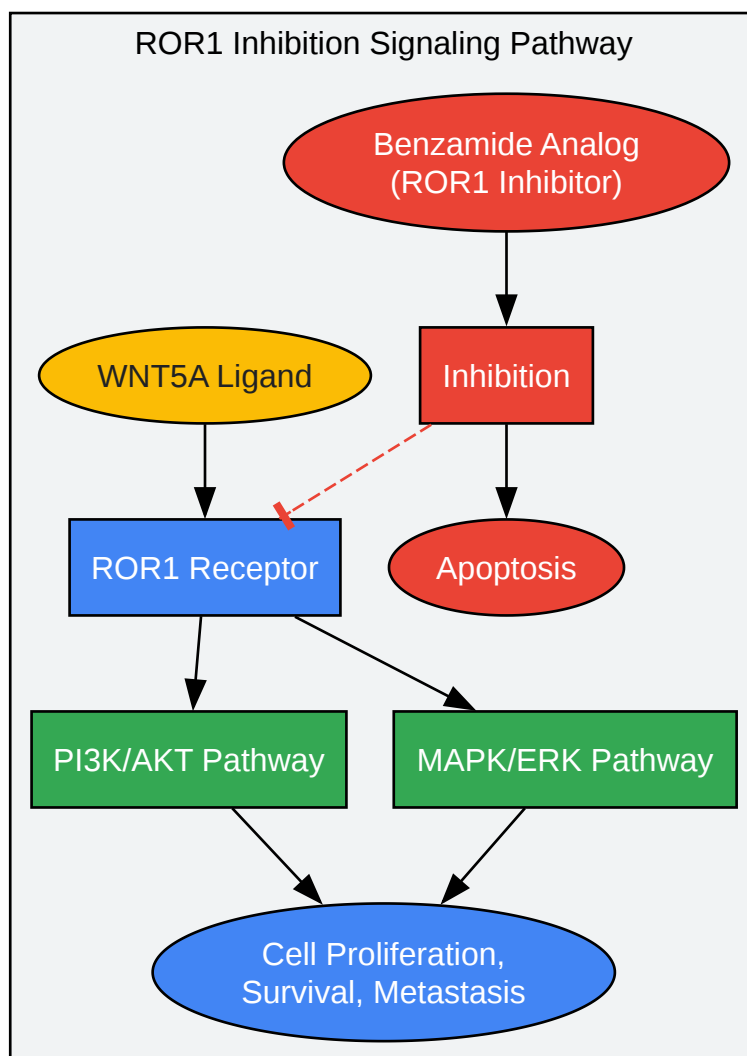 ROR1 Inhibition Signaling Pathway
Benzamide Analog
(ROR1 Inhibitor)
WNT5A Ligand
Inhibition
ROR1 Receptor
Apoptosis
PI3K/AKT Pathway
MAPK/ERK Pathway
Cell Proliferation,
Survival, Metastasis